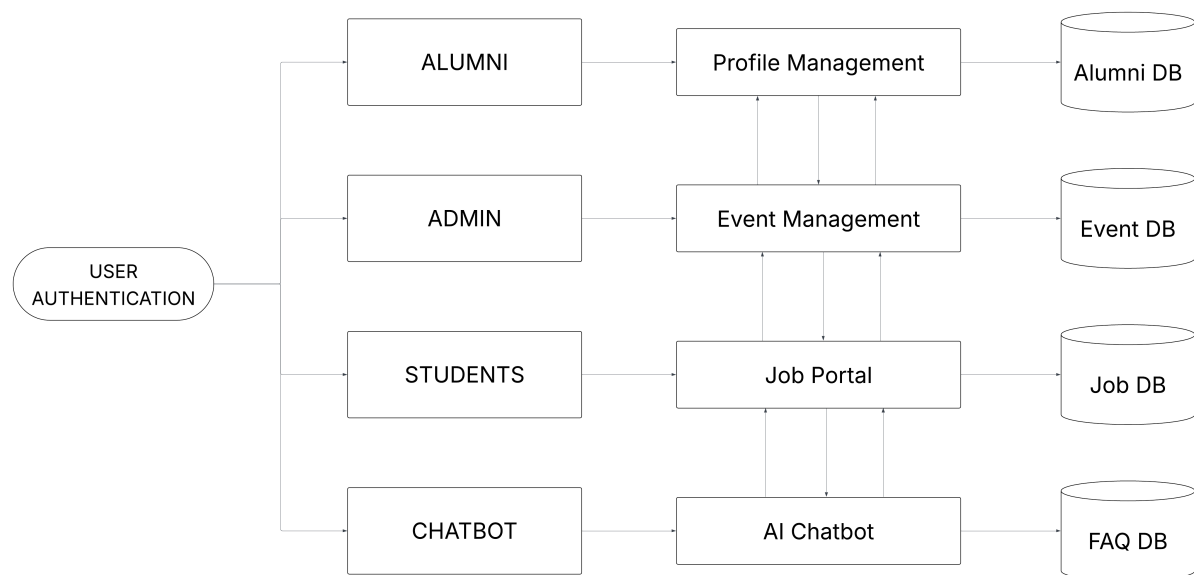 ALUMNI
Profile Management
Alumni DB
ADMIN
Event Management
Event DB
USER
AUTHENTICATION
STUDENTS
Job Portal
Job DB
CHATBOT
AI Chatbot
FAQ DB